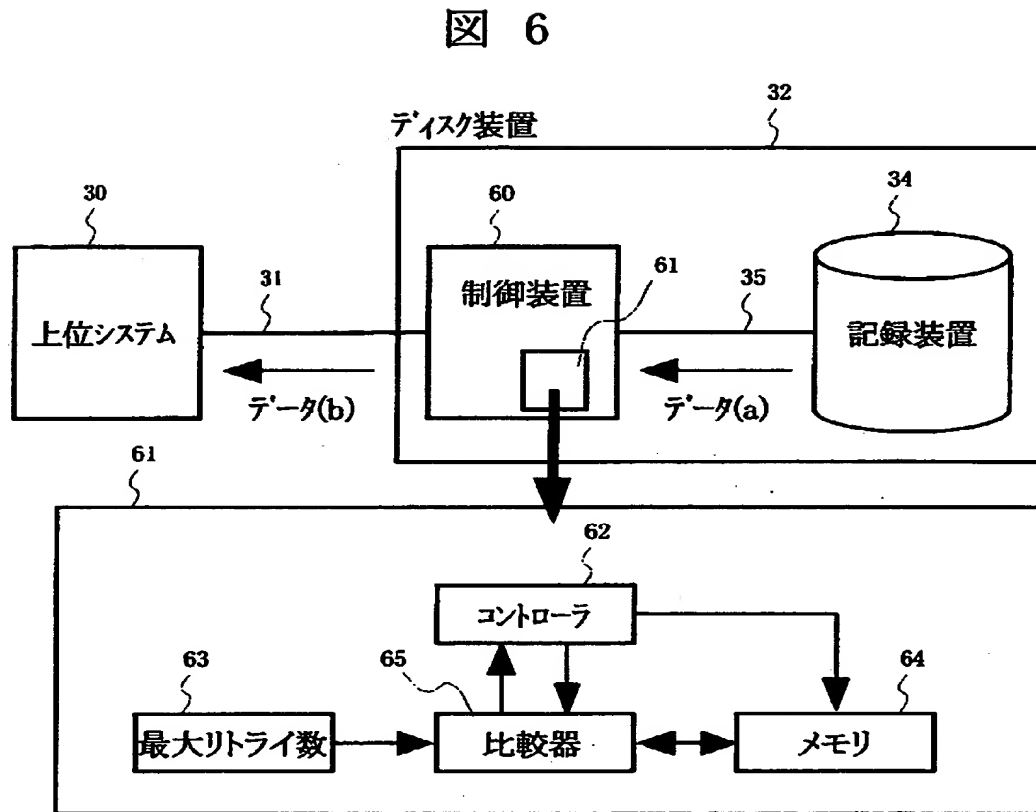 図 6
ディスク装置
32
30
60
34
31
61
35
上位システム
制御装置
記録装置
データ(b)
データ(a)
61
62
コントローラ
63
65
64
最大リトライ数
比較器
メモリ